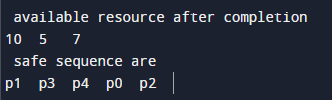 available resource after completion
10 5 7
safe sequence are
p1 p3 p4 p0 p2